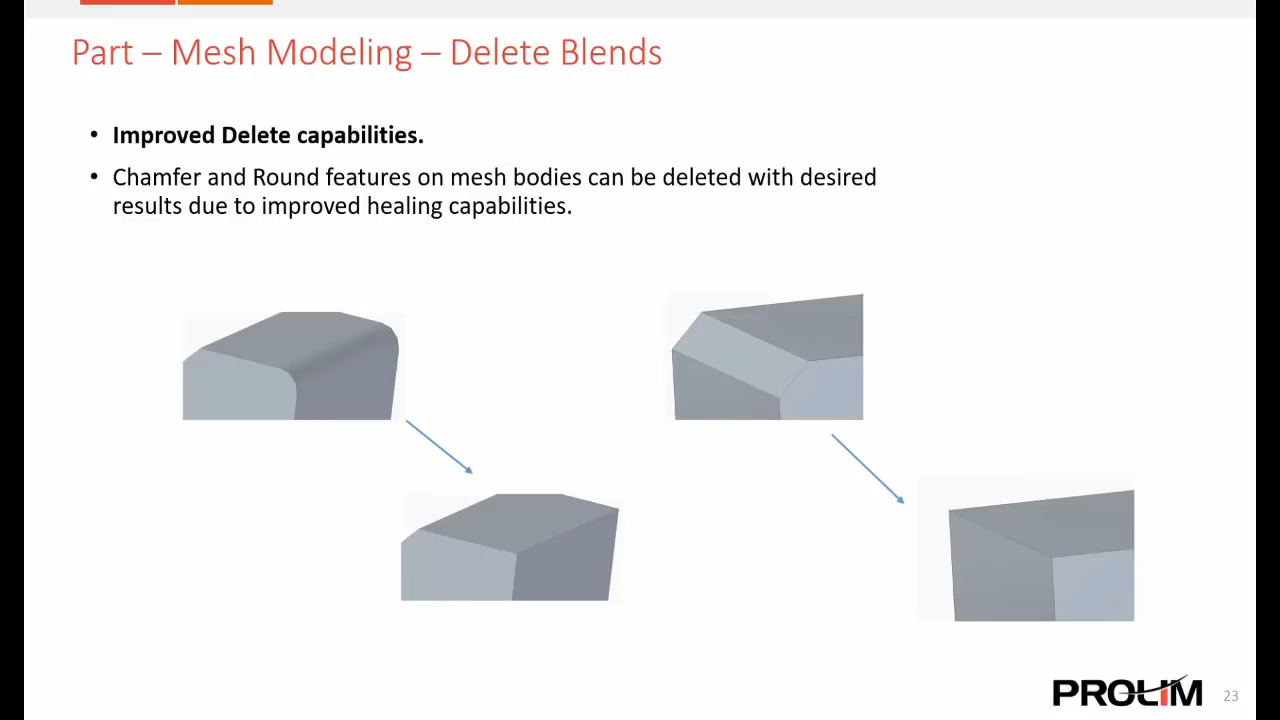 Part – Mesh Modeling – Delete Blends
• Improved Delete capabilities.
• Chamfer and Round features on mesh bodies can be deleted with desired
results due to improved healing capabilities.
PROLIM
23